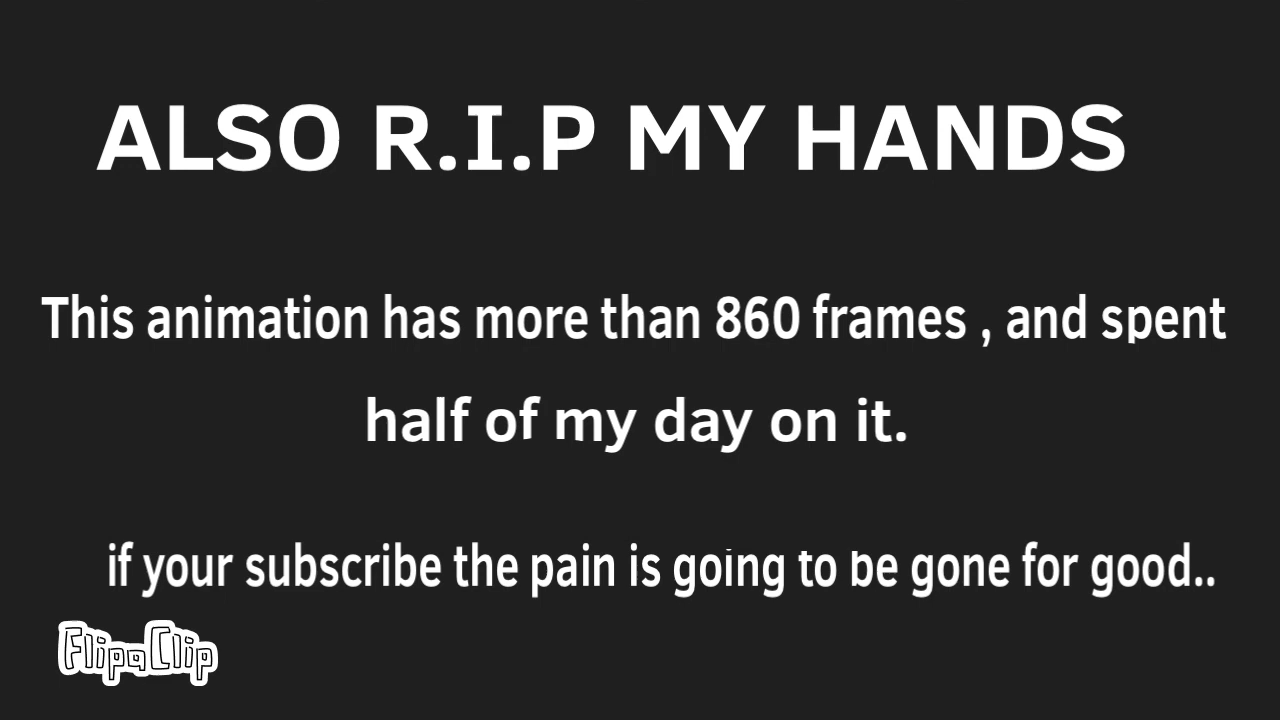 ALSO R.I.P MY HANDS
This animation has more than 860 frames , and spent
half of my day on it.
if your subscribe the pain is going to be gone for good..
FlipaClip